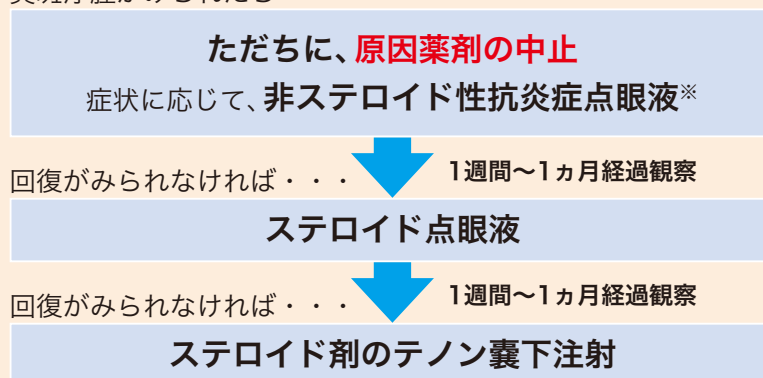 ただちに、原因薬剤の中止
症状に応じて、非ステロイド性抗炎症点眼液※
回復がみられなければ・・・
1週間〜1ヵ月経過観察
ステロイド点眼液
回復がみられなければ・・・
1週間〜1ヵ月経過観察
ステロイド剤のテノン嚢下注射